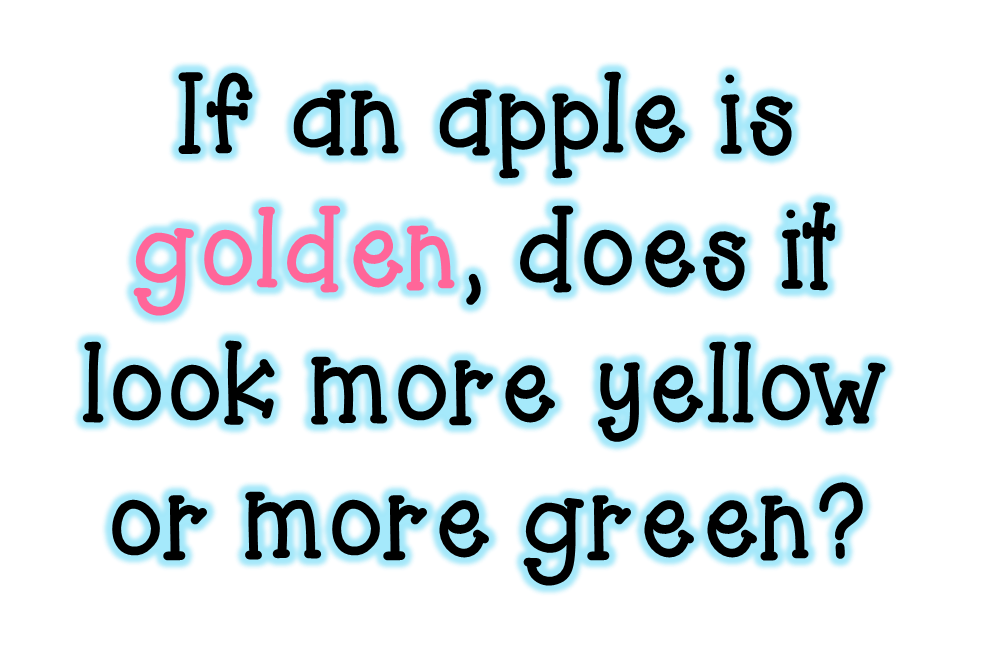 If an apple is
golden, does it
look more yellow
or more green?